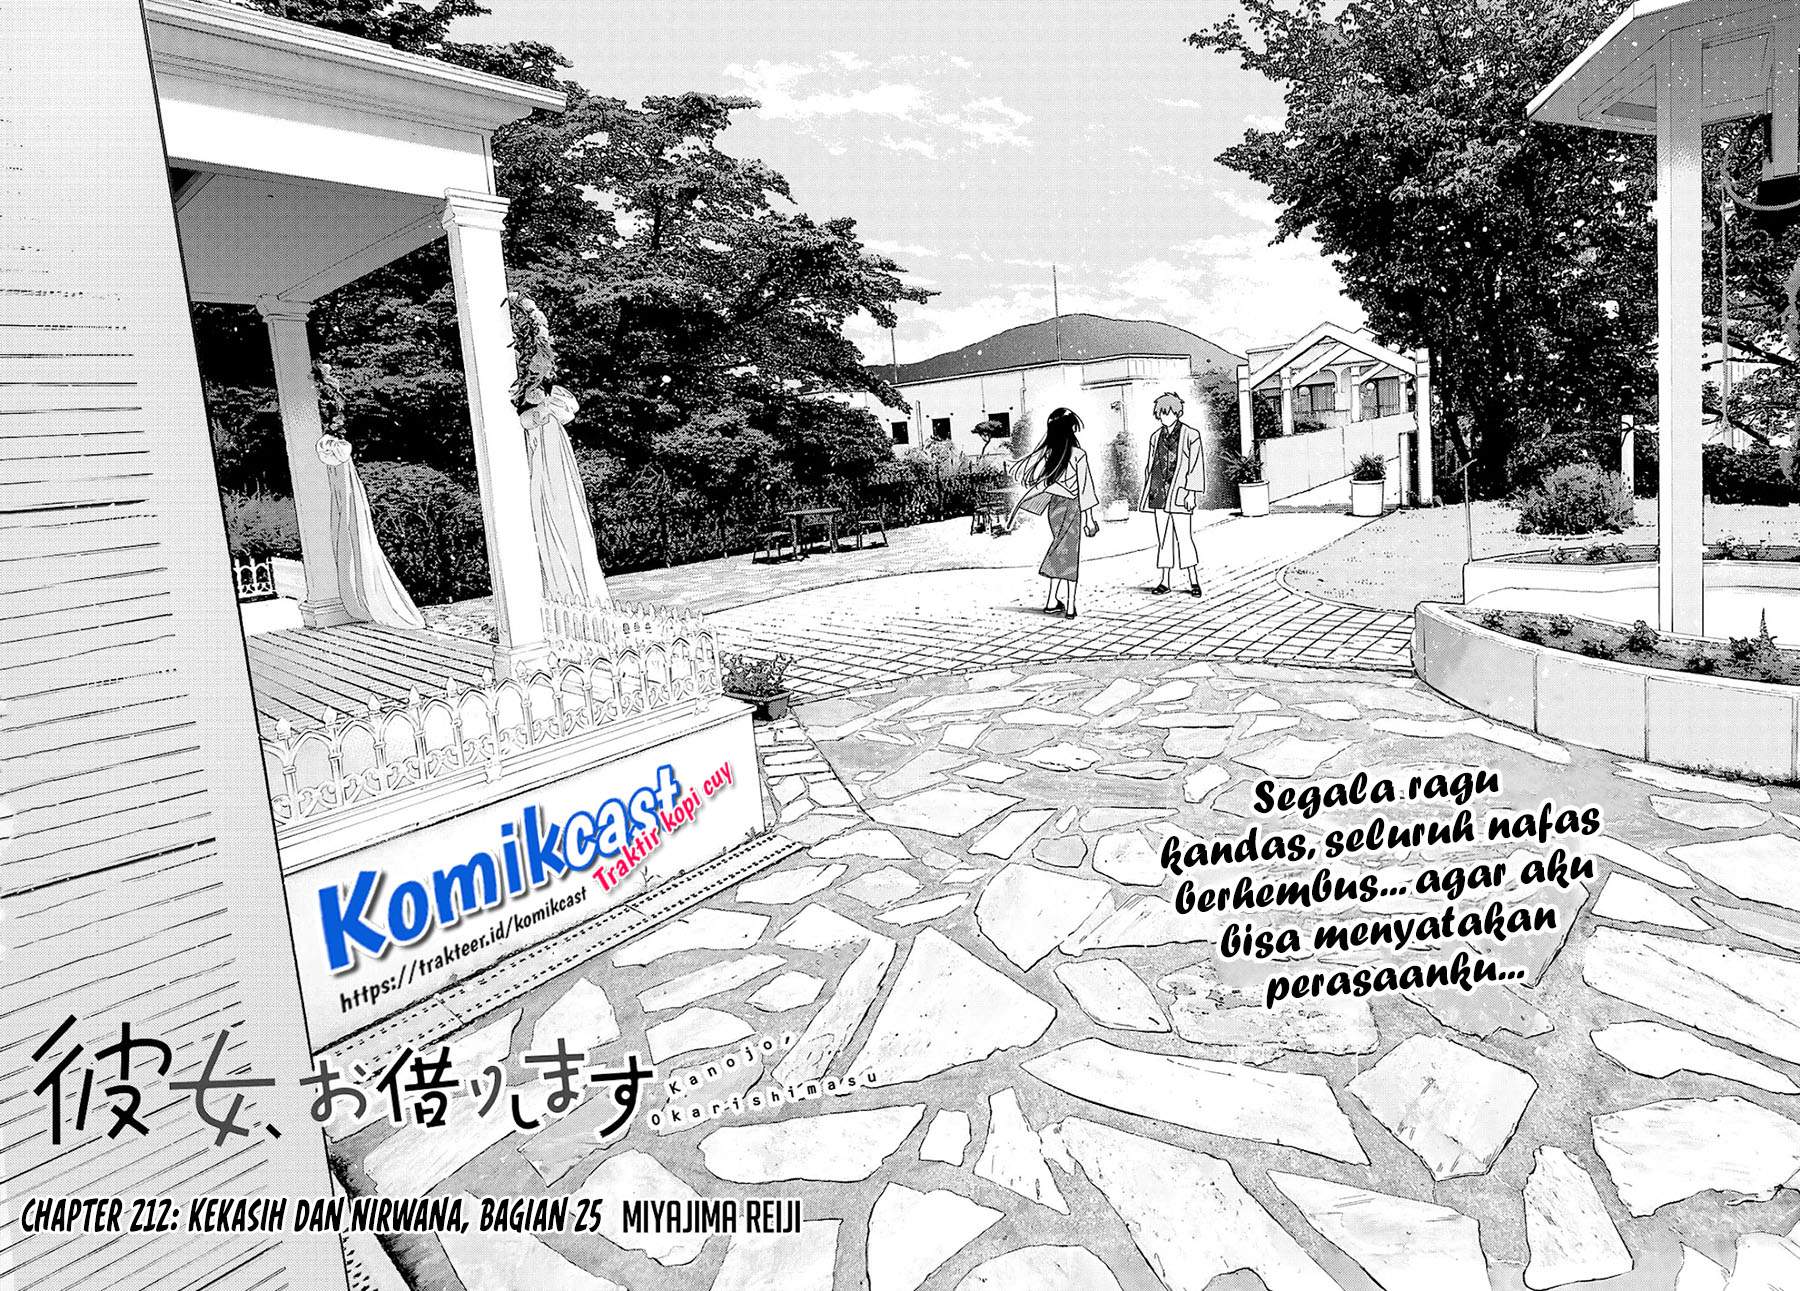 Komikcast
Traktir kopi cuy
https://trakteer.id/komikcast
Segala ragu
kandas, seluruh nafas
berhembus... agar aku
bisa menyatakan
perasaanku...
彼女、お借りします
Kanojo,
Okarishimasu
CHAPTER 212: KEKASIH DAN NIRWANA, BAGIAN 25 MIYAJIMA REIJI